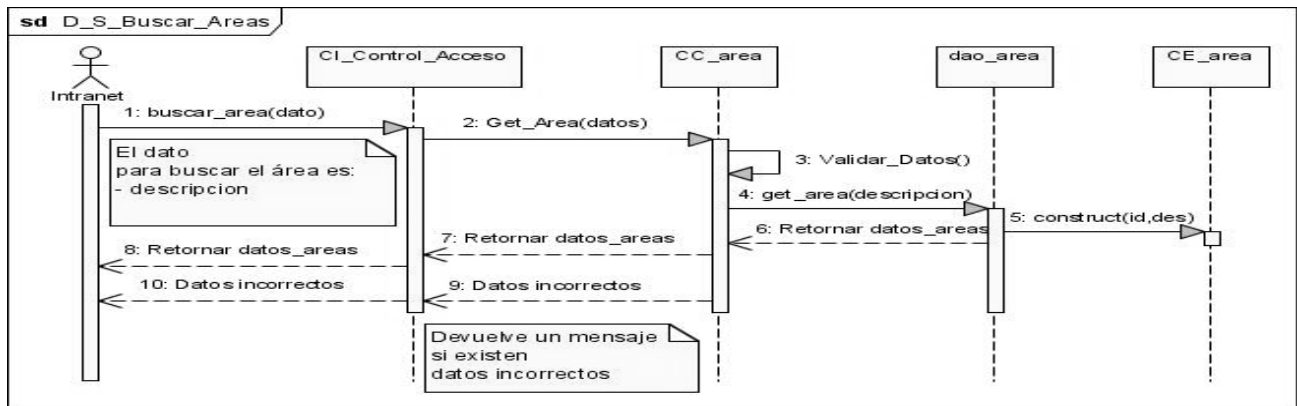 sd D_S_Buscar_Areas
CI_Control_Acceso
CC_area
dao_area
CE_area
Intranet
1: buscar_area(dato)
2: Get_Area(datos)
El dato
para buscar el área es:
- descripcion
3: Validar_Datos()
4: get_area(descripcion)
5: construct(id,des)
6: Retornar datos_areas
7: Retornar datos_areas
8: Retornar datos_areas
9: Datos incorrectos
10: Datos incorrectos
Devuelve un mensaje
si existen
datos incorrectos